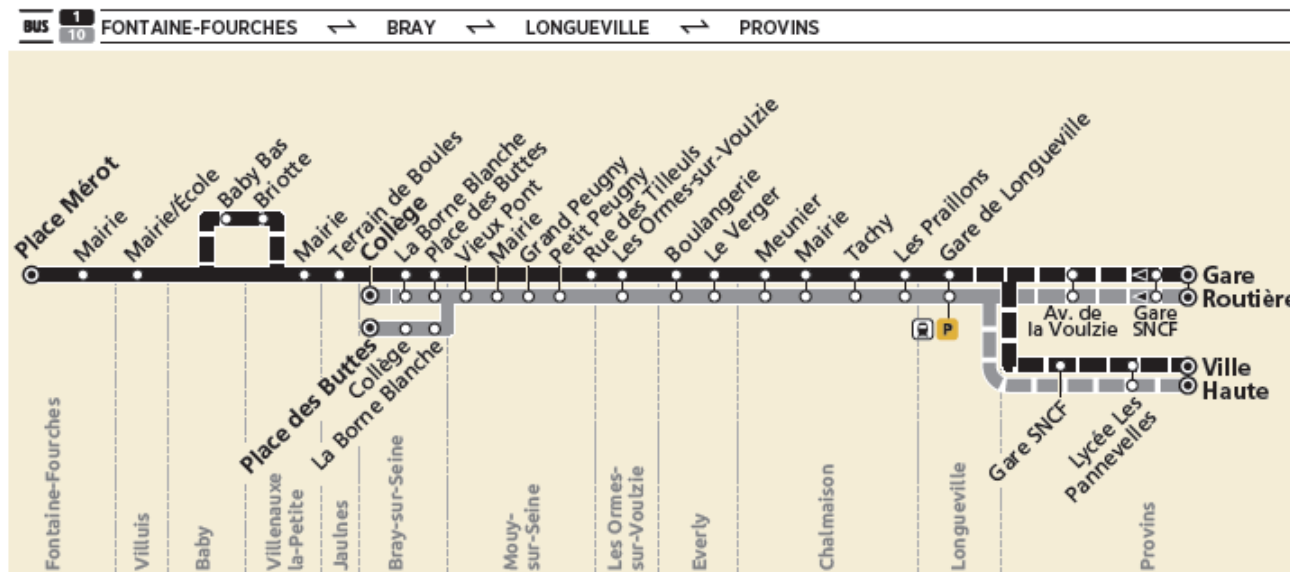 BUS 1 10 FONTAINE-FOURCHES ⇌ BRAY ⇌ LONGUEVILLE ⇌ PROVINS
Place Mérot
Mairie
Mairie/École
Baby Bas
Briotte
Mairie
Terrain de Boules
Collège
La Borne Blanche
Place des Buttes
Vieux Pont
Mairie
Grand Peugny
Petit Peugny
Rue des Tilleuls
Les Ormes-sur-Voulzie
Boulangerie
Le Verger
Meunier
Mairie
Tachy
Les Praillons
Gare de Longueville
Gare
Routière
Av. de
la Voulzie
Gare
SNCF
P
Ville
Haute
Place des Buttes
Collège
La Borne Blanche
Gare SNCF
Lycée Les
Pannevelles
Fontaine-Fourches
Villuis
Baby
Villenauxe
la-Petite
Jaulnes
Bray-sur-Seine
Mouy-
sur-Seine
Les Ormes-
sur-Voulzie
Everly
Chalmaison
Longueville
Provins